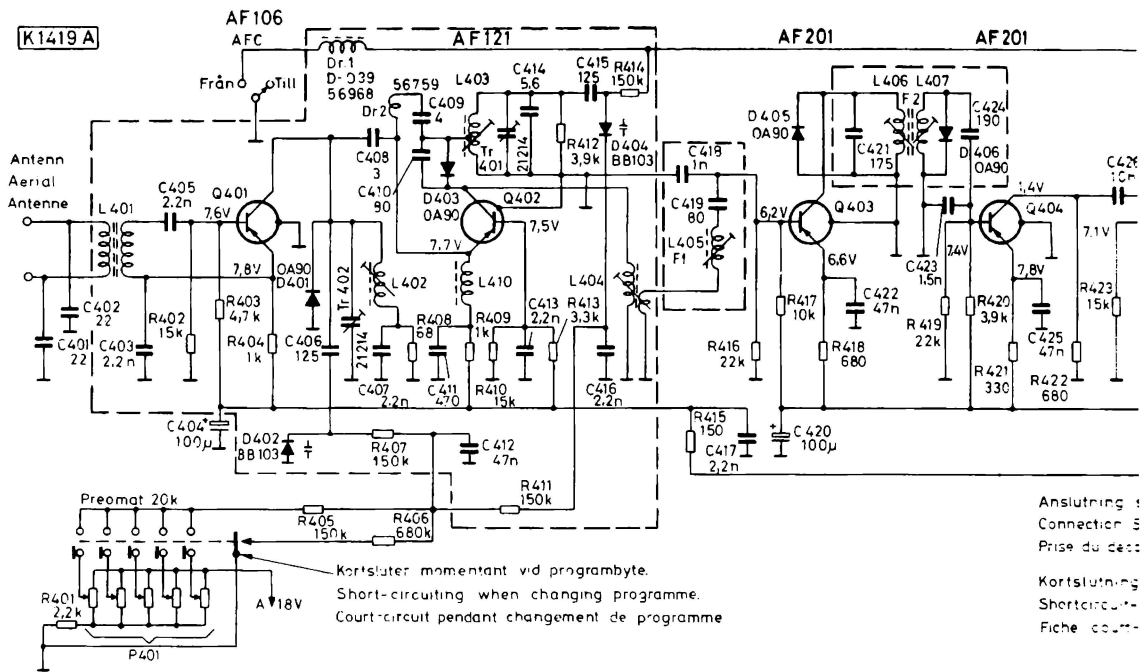 K1419 A
AF106
AFC
Från
Till
Dr.1
D-039
56968
AF121
AF201
AF201
L403
C414
5,6
C415
125
R414
150k
56759
Dr2
C409
4
Tr
401
21214
R412
3,9k
D404
BB103
C408
3
C410
80
D403
OA90
Q402
C418
1n
C419
80
L405
F1
D405
OA90
C421
175
L406
L407
F2
D406
OA90
C424
190
C426
10n
Antenn
Aerial
Antenne
L401
C405
2.2n
7,6V
Q401
7,8V
OA90
D401
Tr 402
21214
L402
7,7V
L410
7,5V
L404
6,2V
Q403
6,6V
C423
1,5n
7,4V
1,4V
Q404
7,8V
7,1V
C402
22
C401
22
C403
2,2n
R402
15k
R403
4,7k
R404
1k
C406
125
C407
2.2n
R408
68
C411
470
R409
1k
R410
15k
C413
2,2n
R413
3,3k
C416
2,2n
R416
22k
R417
10k
R418
680
C422
47n
R419
22k
R420
3,9k
R421
330
C425
47n
R422
680
R423
15k
C404
100µ
D402
BB103
R407
150k
C412
47n
R415
150
C417
2,2n
C420
100µ
R411
150k
Preomat 20k
R405
150k
R406
680k
R401
2,2k
A 18V
P401
Kortsluter momentant vid programbyte.
Short-circuiting when changing programme.
Court-circuit pendant changement de programme
Anslutning
Connection
Prise du
Kortslutning
Shortcircuit-
Fiche court-